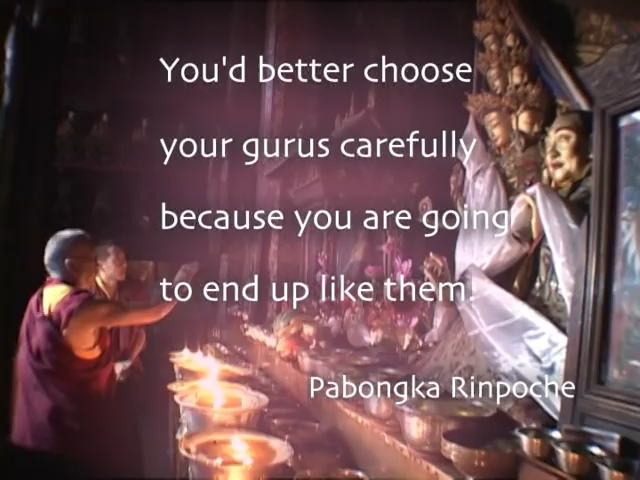 You'd better choose
your gurus carefully
because you are going
to end up like them!
Pabongka Rinpoche